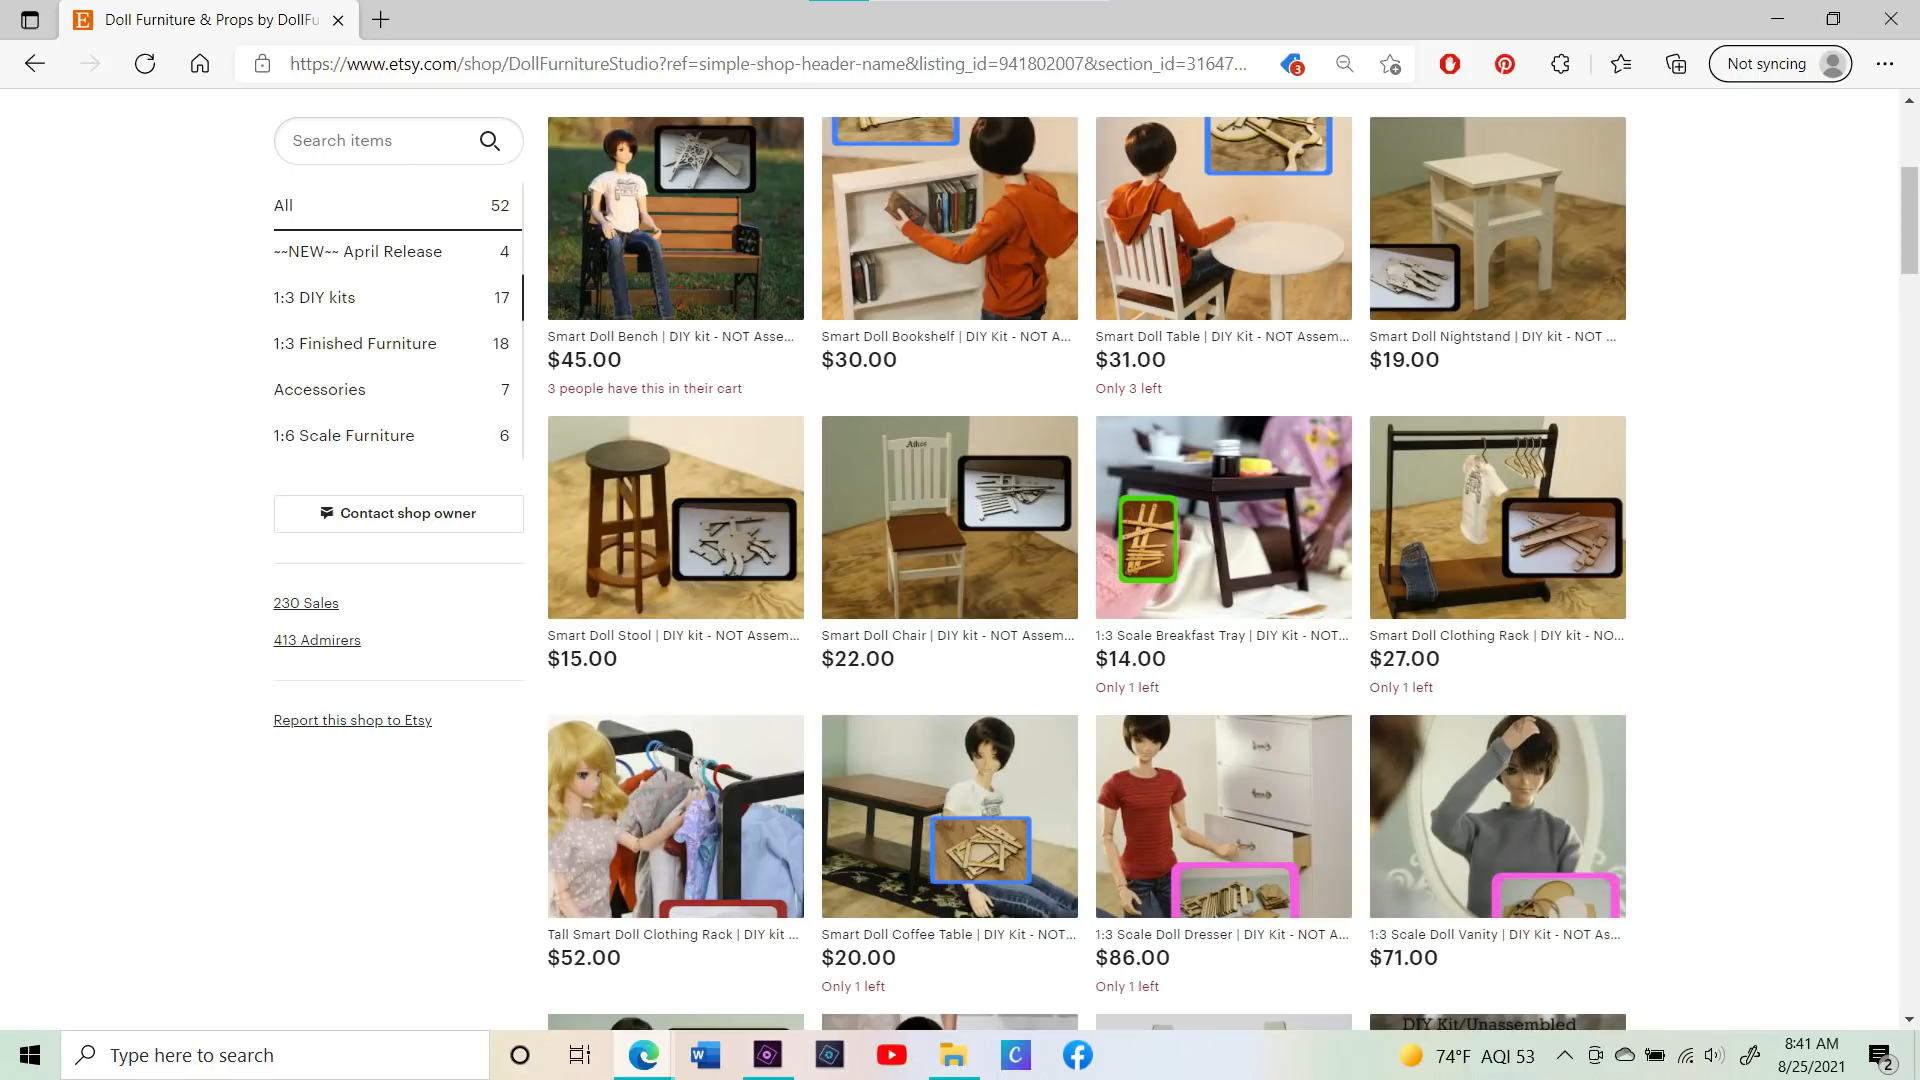 Doll Furniture & Props by DollFu
https://www.etsy.com/shop/DollFurnitureStudio?ref=simple-shop-header-name&listing_id=941802007&section_id=31647...
3
Not syncing
Search items
All 52
~~NEW~~ April Release 4
1:3 DIY kits 17
1:3 Finished Furniture 18
Accessories 7
1:6 Scale Furniture 6
Contact shop owner
230 Sales
413 Admirers
Report this shop to Etsy
Smart Doll Bench | DIY kit - NOT Asse...
$45.00
3 people have this in their cart
Smart Doll Bookshelf | DIY Kit - NOT A...
$30.00
Smart Doll Table | DIY Kit - NOT Assem...
$31.00
Only 3 left
Smart Doll Nightstand | DIY kit - NOT ...
$19.00
Athos
Smart Doll Stool | DIY kit - NOT Assem...
$15.00
Smart Doll Chair | DIY kit - NOT Assem...
$22.00
1:3 Scale Breakfast Tray | DIY Kit - NOT...
$14.00
Only 1 left
Smart Doll Clothing Rack | DIY kit - NO...
$27.00
Only 1 left
Tall Smart Doll Clothing Rack | DIY kit ...
$52.00
Smart Doll Coffee Table | DIY Kit - NOT...
$20.00
Only 1 left
1:3 Scale Doll Dresser | DIY Kit - NOT A...
$86.00
Only 1 left
1:3 Scale Doll Vanity | DIY Kit - NOT As...
$71.00
DIY Kit/Unassembled
Type here to search
74°F AQI 53
8:41 AM
8/25/2021
2